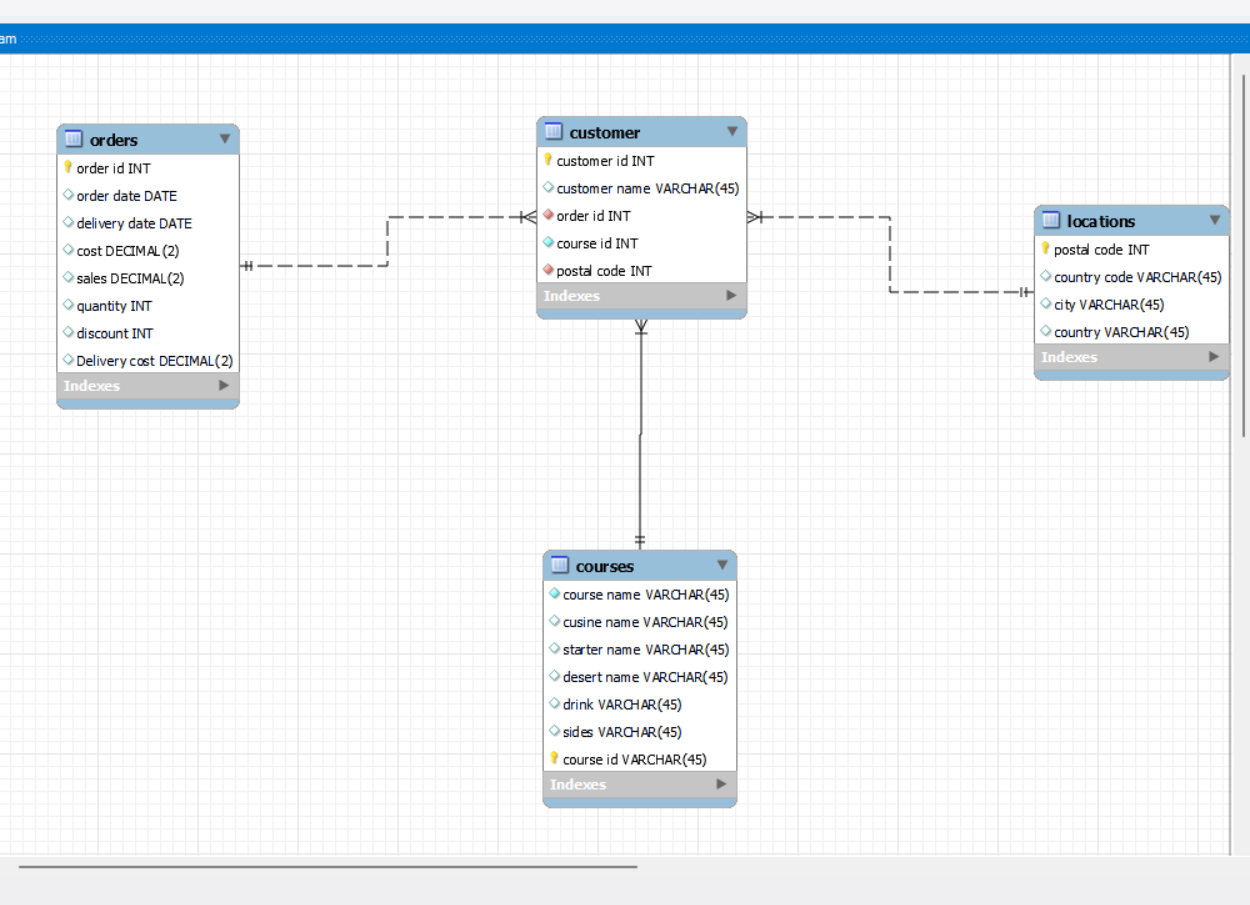 am
orders
order id INT
order date DATE
delivery date DATE
cost DECIMAL(2)
sales DECIMAL(2)
quantity INT
discount INT
Delivery cost DECIMAL(2)
Indexes
customer
customer id INT
customer name VARCHAR(45)
order id INT
course id INT
postal code INT
Indexes
locations
postal code INT
country code VARCHAR(45)
city VARCHAR(45)
country VARCHAR(45)
Indexes
courses
course name VARCHAR(45)
cusine name VARCHAR(45)
starter name VARCHAR(45)
desert name VARCHAR(45)
drink VARCHAR(45)
sides VARCHAR(45)
course id VARCHAR(45)
Indexes